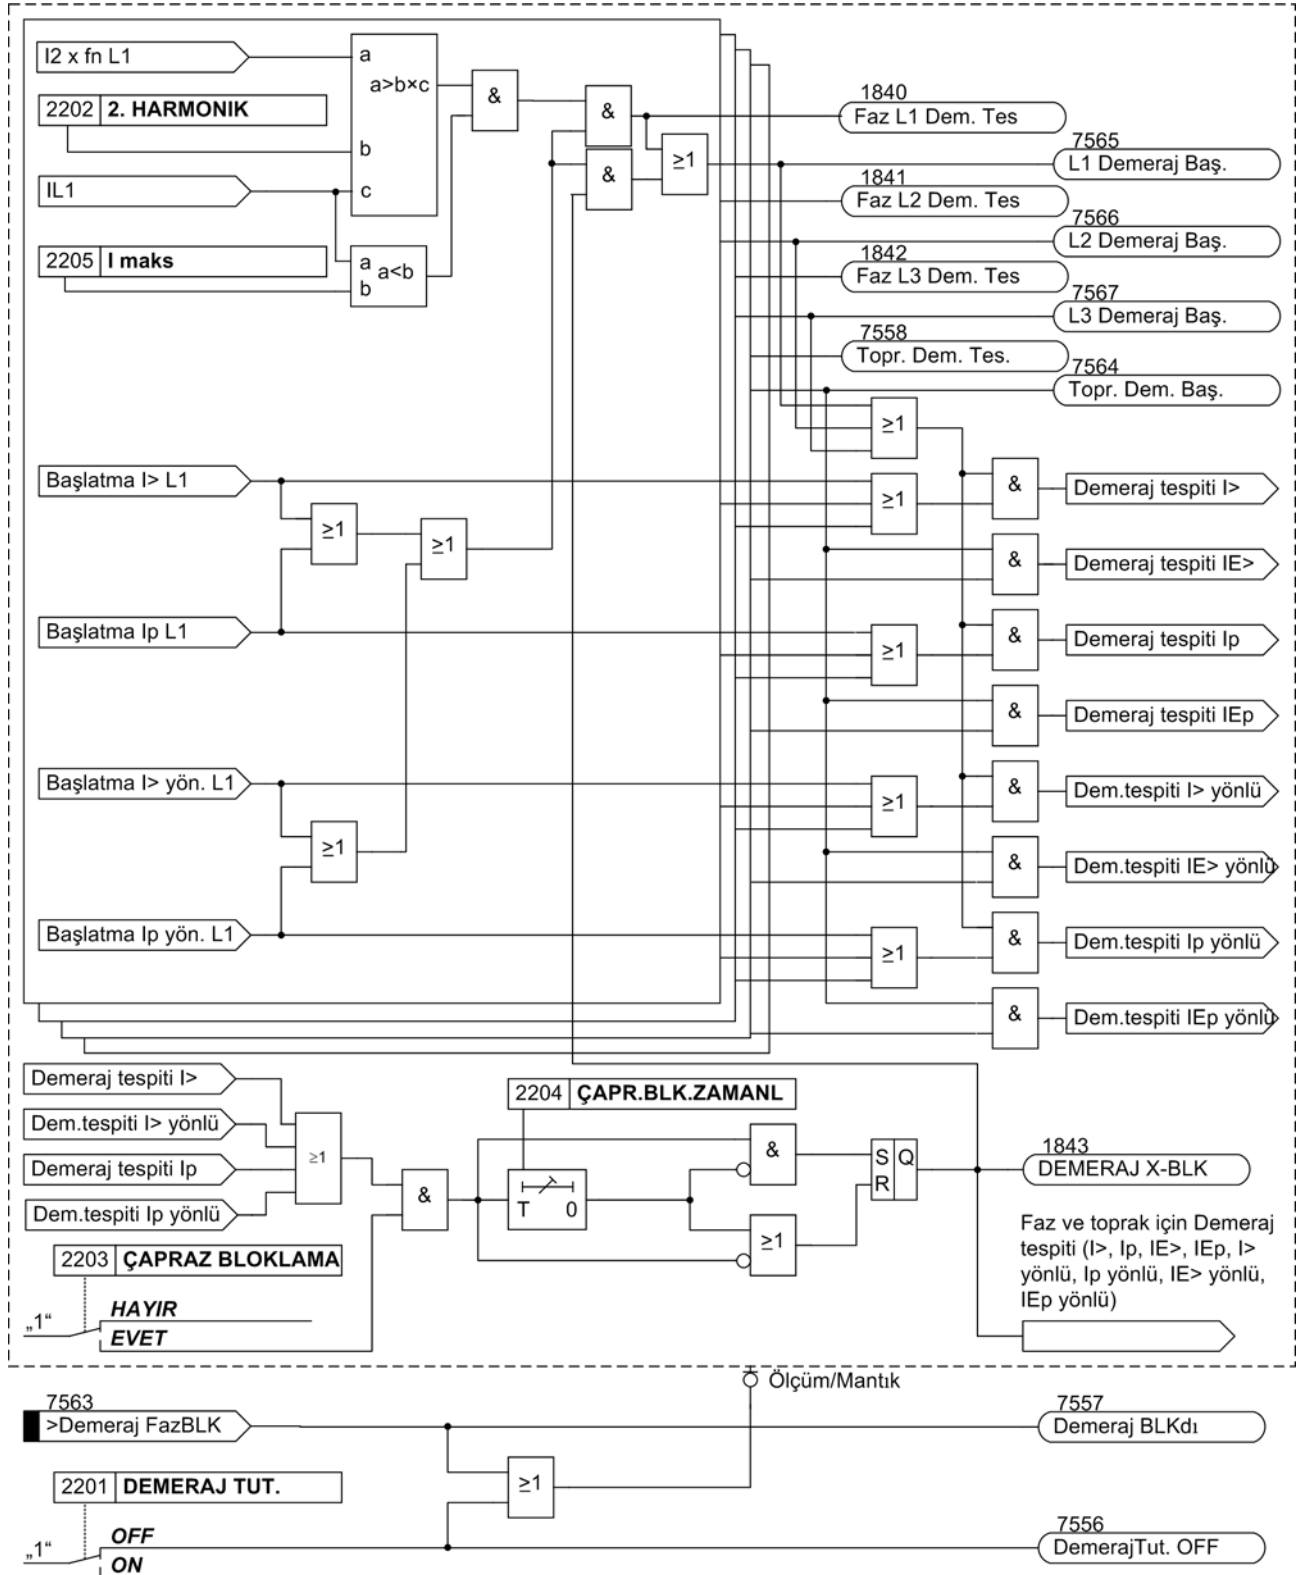 I2 x fn L1
a
a>b×c
b
c
2202 2. HARMONIK
IL1
2205 I maks
a
b
a<b
&
&
&
≥1
1840
Faz L1 Dem. Tes
7565
L1 Demeraj Baş.
1841
Faz L2 Dem. Tes
7566
L2 Demeraj Baş.
1842
Faz L3 Dem. Tes
7567
L3 Demeraj Baş.
7558
Topr. Dem. Tes.
7564
Topr. Dem. Baş.
≥1
Başlatma I> L1
≥1
≥1
≥1
&
Demeraj tespiti I>
&
Demeraj tespiti IE>
Başlatma Ip L1
≥1
&
Demeraj tespiti Ip
&
Demeraj tespiti IEp
Başlatma I> yön. L1
≥1
≥1
&
Dem.tespiti I> yönlü
&
Dem.tespiti IE> yönlü
Başlatma Ip yön. L1
≥1
&
Dem.tespiti Ip yönlü
&
Dem.tespiti IEp yönlü
Demeraj tespiti I>
Dem.tespiti I> yönlü
Demeraj tespiti Ip
Dem.tespiti Ip yönlü
≥1
&
2204 ÇAPR.BLK.ZAMANL
T 0
&
≥1
S Q
R
1843
DEMERAJ X-BLK
2203 ÇAPRAZ BLOKLAMA
„1“
HAYIR
EVET
Faz ve toprak için Demeraj
tespiti (I>, Ip, IE>, IEp, I>
yönlü, Ip yönlü, IE> yönlü,
IEp yönlü)
Ölçüm/Mantık
7563
>Demeraj FazBLK
7557
Demeraj BLKdı
2201 DEMERAJ TUT.
≥1
„1“
OFF
ON
7556
DemerajTut. OFF